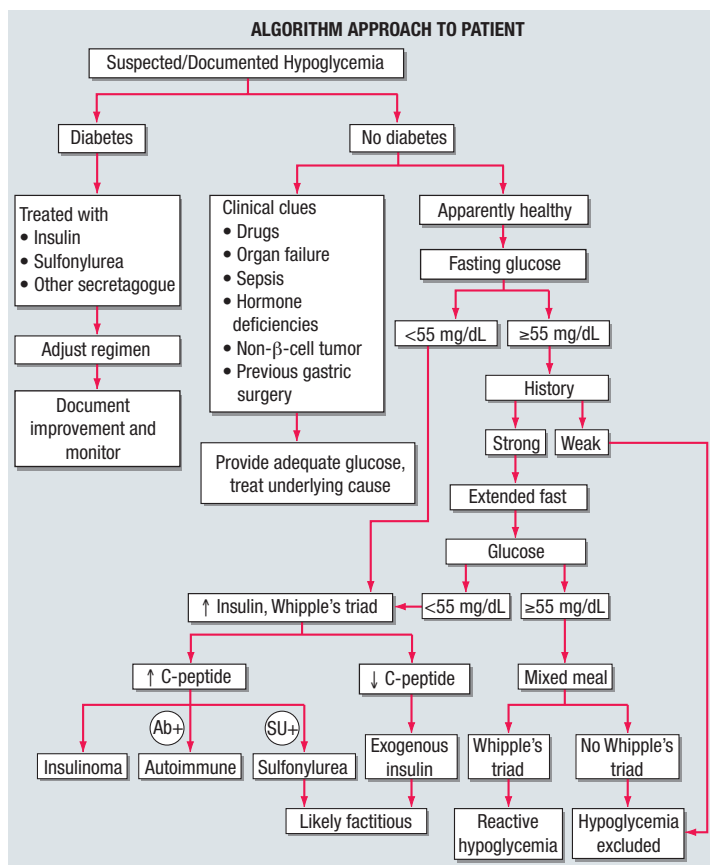 ALGORITHM APPROACH TO PATIENT
Suspected/Documented Hypoglycemia
Diabetes
No diabetes
Treated with
• Insulin
• Sulfonylurea
• Other secretagogue
Clinical clues
• Drugs
• Organ failure
• Sepsis
• Hormone
deficiencies
• Non-β-cell tumor
• Previous gastric
surgery
Apparently healthy
Fasting glucose
<55 mg/dL
≥55 mg/dL
Adjust regimen
History
Document
improvement and
monitor
Strong
Weak
Provide adequate glucose,
treat underlying cause
Extended fast
Glucose
↑ Insulin, Whipple's triad
<55 mg/dL
≥55 mg/dL
↑ C-peptide
↓ C-peptide
Mixed meal
Ab+
SU+
Insulinoma
Autoimmune
Sulfonylurea
Exogenous
insulin
Whipple's
triad
No Whipple's
triad
Likely factitious
Reactive
hypoglycemia
Hypoglycemia
excluded